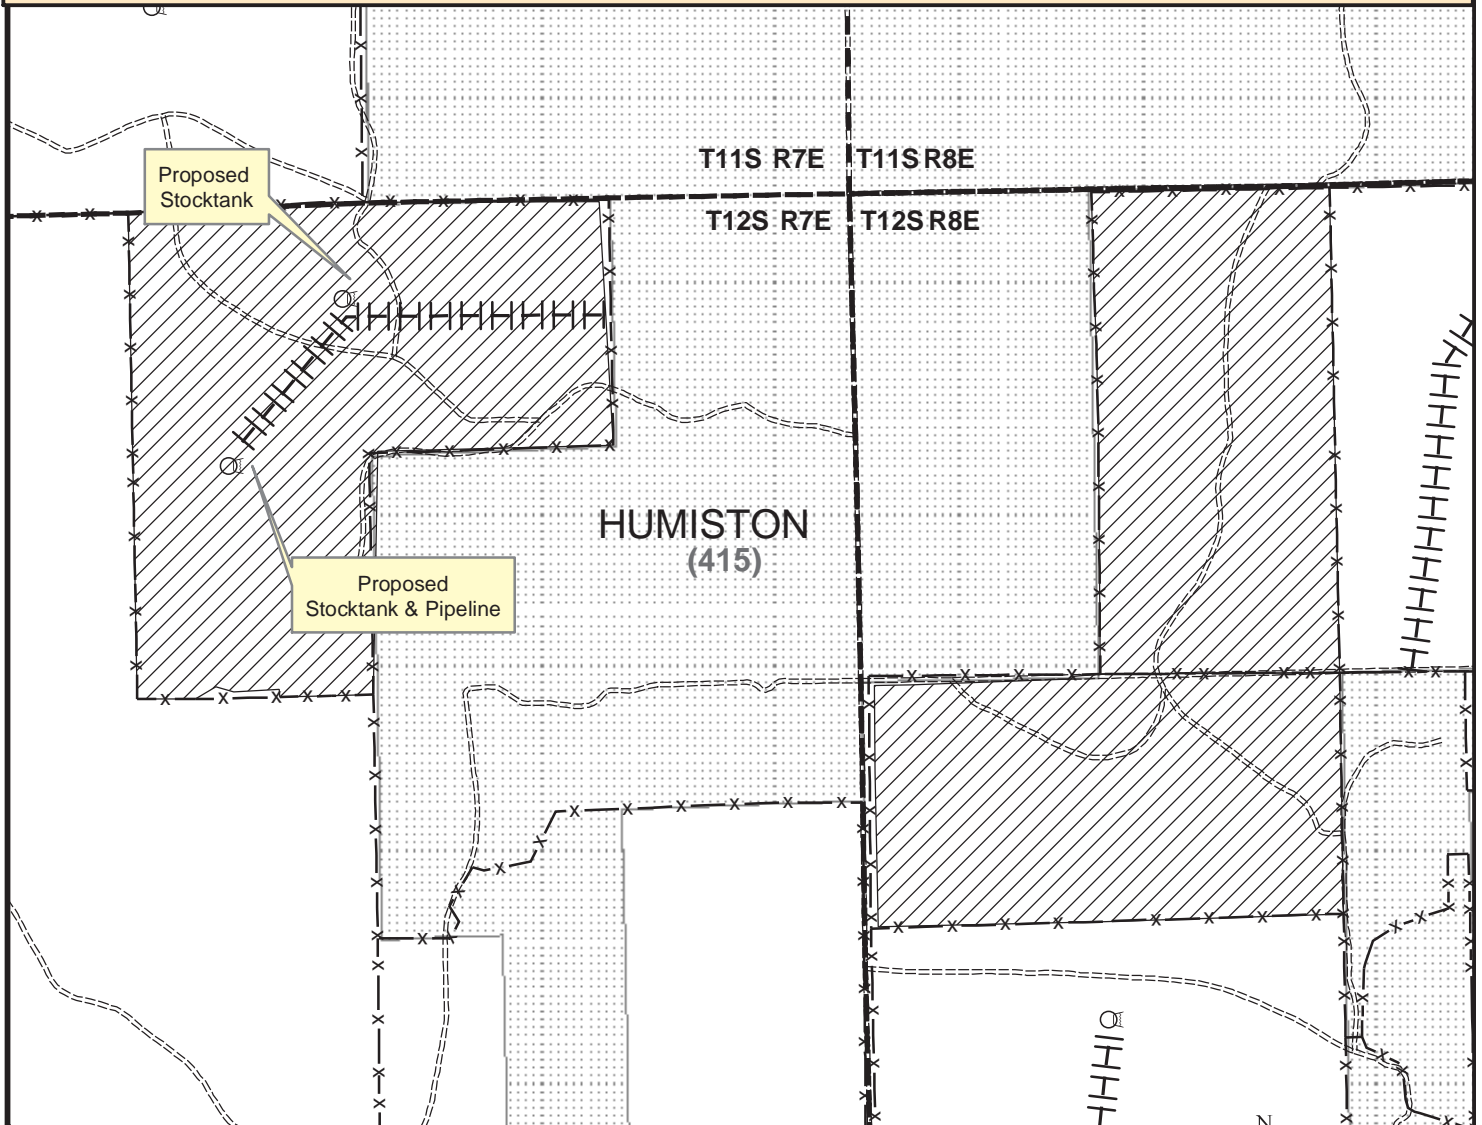 T11S R7E
T11S R8E
Proposed
Stocktank
T12S R7E
T12S R8E
HUMISTON
(415)
Proposed
Stocktank & Pipeline
N